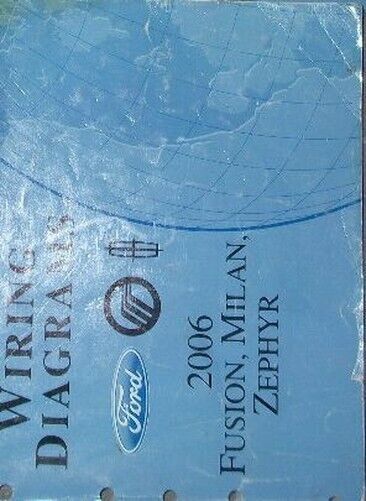 WIRING
DIAGRAMS
Ford
2006
FUSION, MILAN,
ZEPHYR